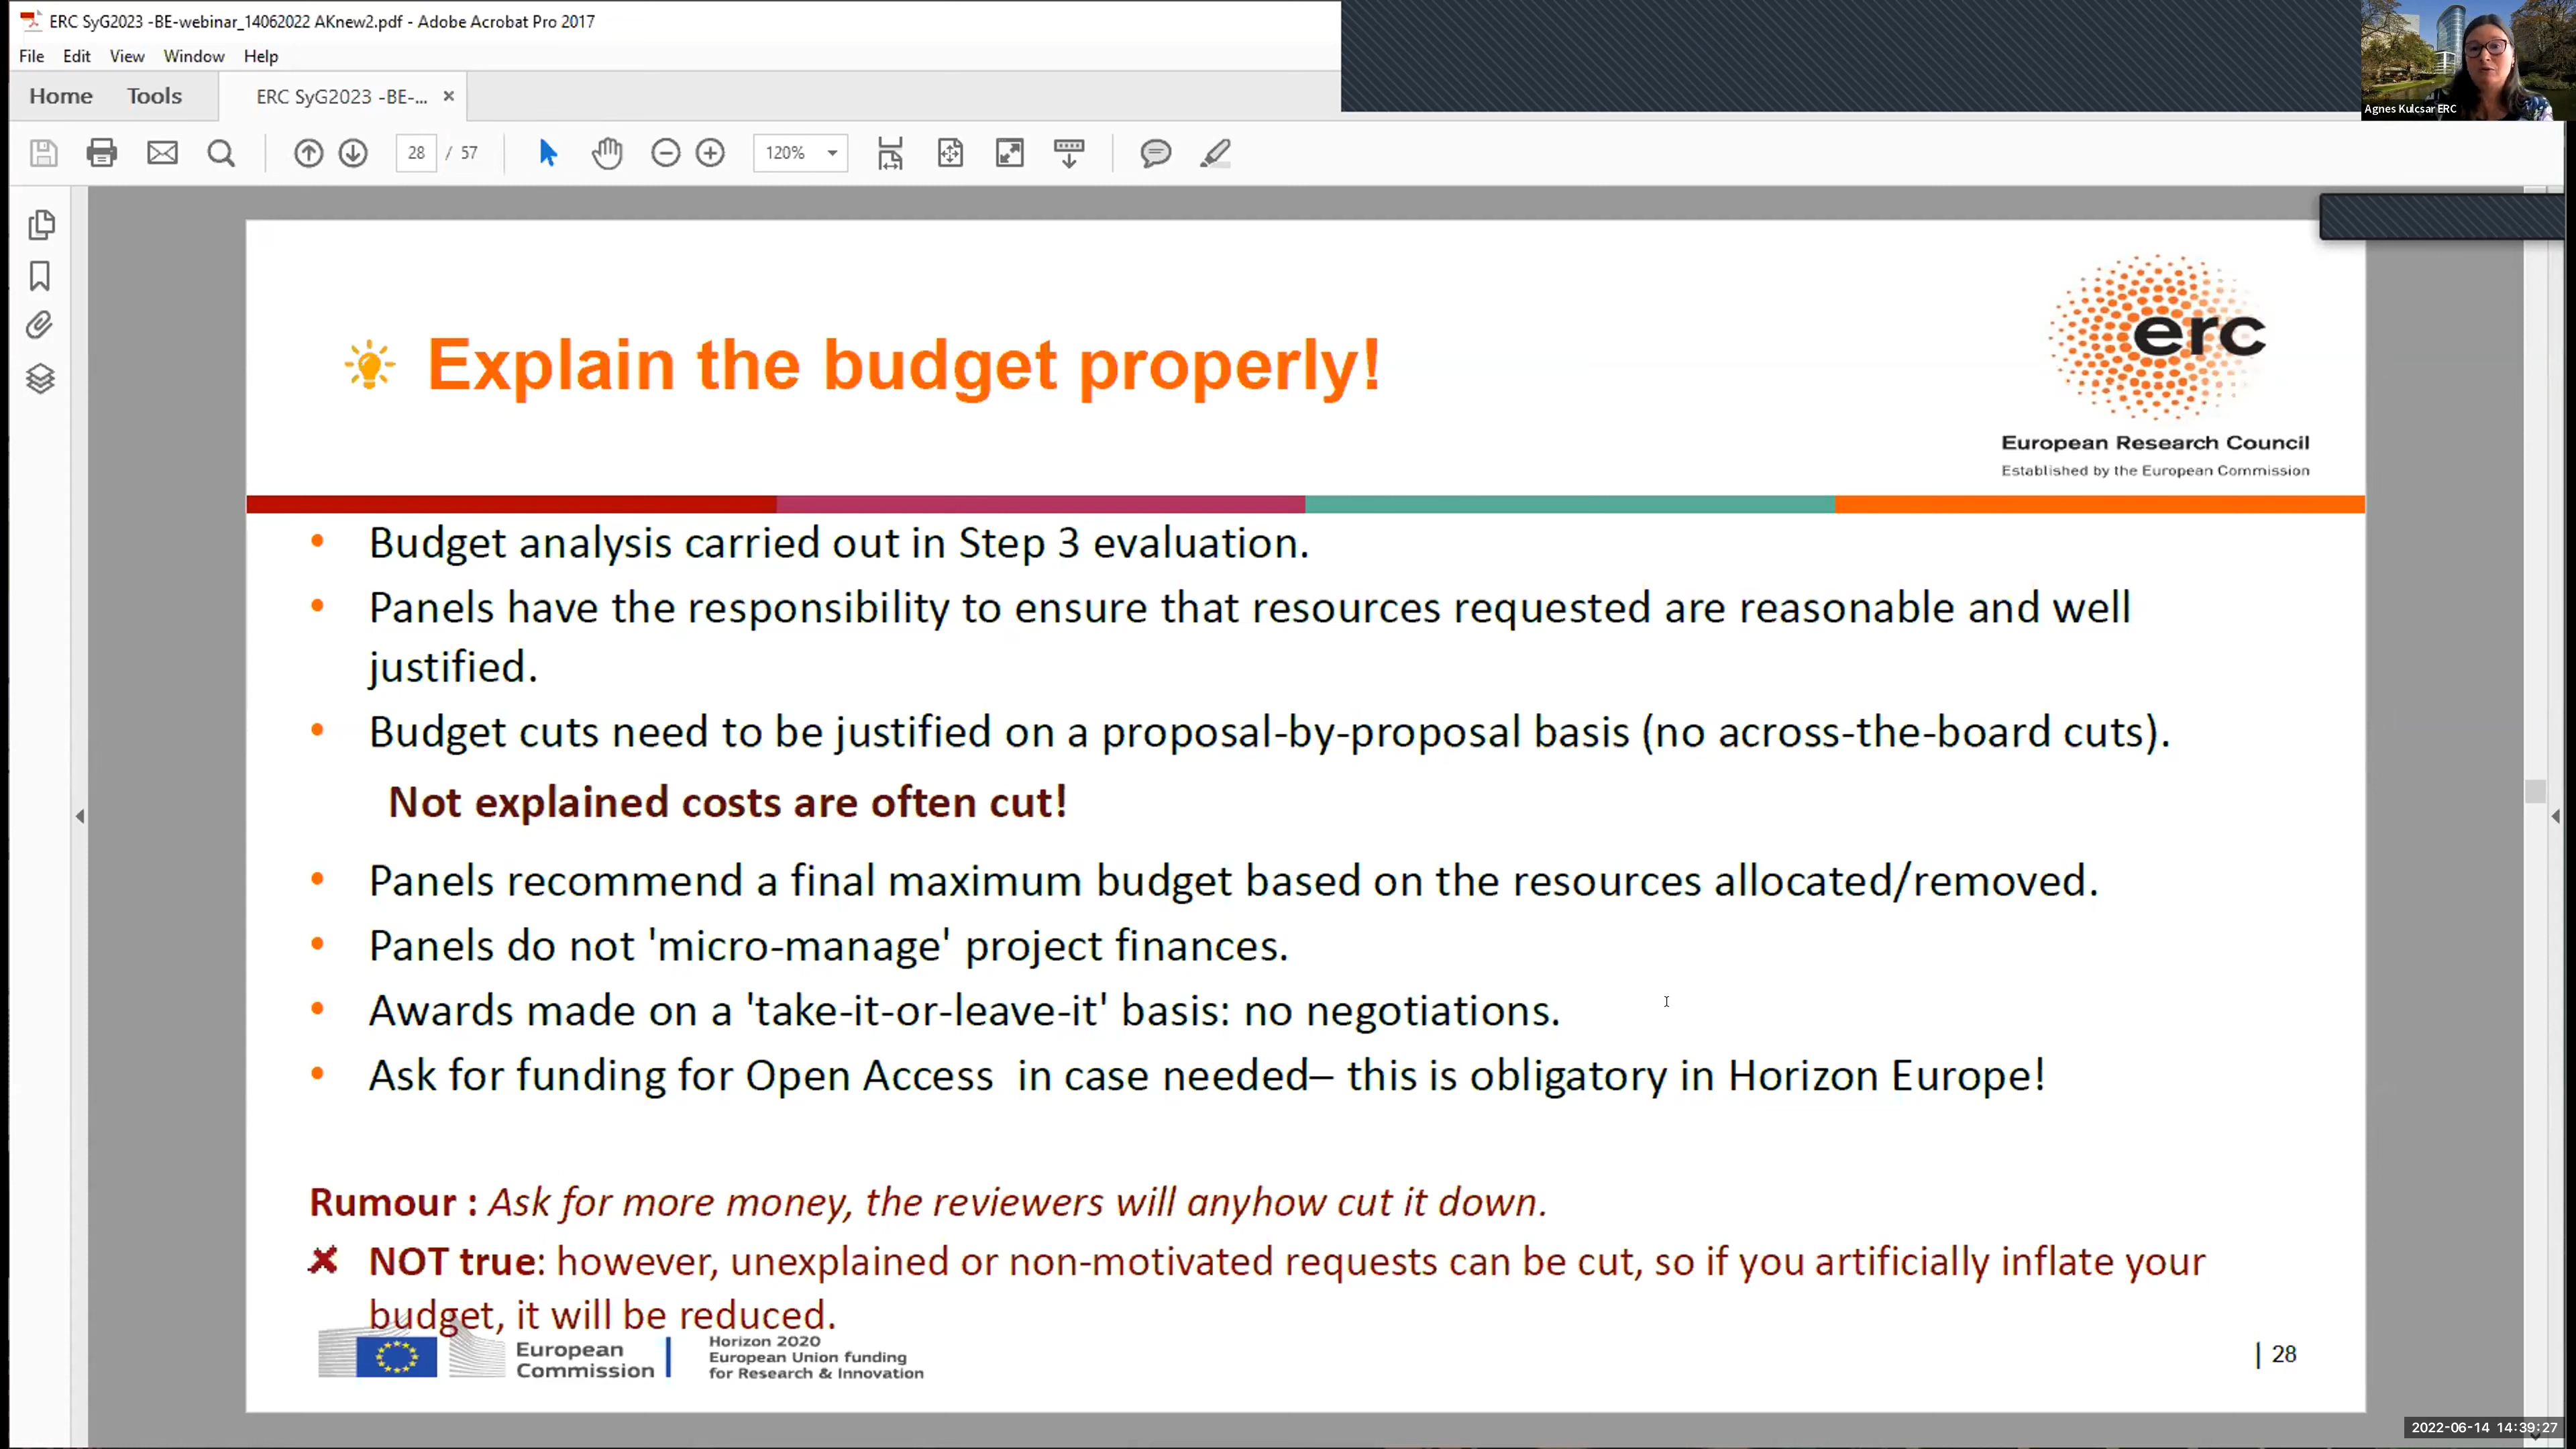 ERC SyG2023 -BE-webinar_14062022 AKnew2.pdf - Adobe Acrobat Pro 2017
File Edit View Window Help
Home Tools ERC SyG2023 -BE-... ×
28 / 57 120%
Agnes Kulcsar ERC
Explain the budget properly!
erc
European Research Council
Established by the European Commission
• Budget analysis carried out in Step 3 evaluation.
• Panels have the responsibility to ensure that resources requested are reasonable and well
justified.
• Budget cuts need to be justified on a proposal-by-proposal basis (no across-the-board cuts).
Not explained costs are often cut!
• Panels recommend a final maximum budget based on the resources allocated/removed.
• Panels do not 'micro-manage' project finances.
• Awards made on a 'take-it-or-leave-it' basis: no negotiations.
• Ask for funding for Open Access  in case needed– this is obligatory in Horizon Europe!
Rumour : Ask for more money, the reviewers will anyhow cut it down.
✘ NOT true: however, unexplained or non-motivated requests can be cut, so if you artificially inflate your
budget, it will be reduced.
European
Commission
Horizon 2020
European Union funding
for Research & Innovation
| 28
2022-06-14 14:39:27